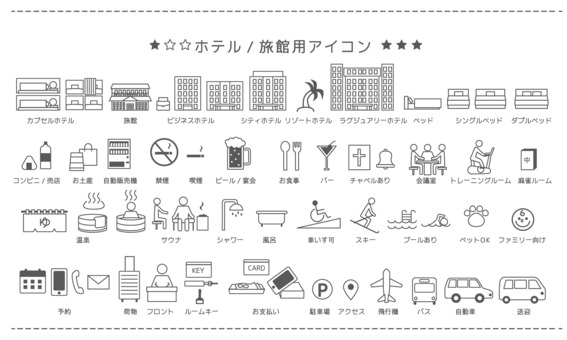 ★☆☆ホテル / 旅館用アイコン ★★★
カプセルホテル 旅館 ビジネスホテル シティホテル リゾートホテル ラグジュアリーホテル ベッド シングルベッド ダブルベッド
中
コンビニ / 売店 お土産 自動販売機 禁煙 喫煙 ビール / 宴会 お食事 バー チャペルあり 会議室 トレーニングルーム 麻雀ルーム
ゆ
温泉 サウナ シャワー 風呂 車いす可 スキー プールあり ペットOK ファミリー向け
KEY CARD P
予約 荷物 フロント ルームキー お支払い 駐車場 アクセス 飛行機 バス 自動車 送迎